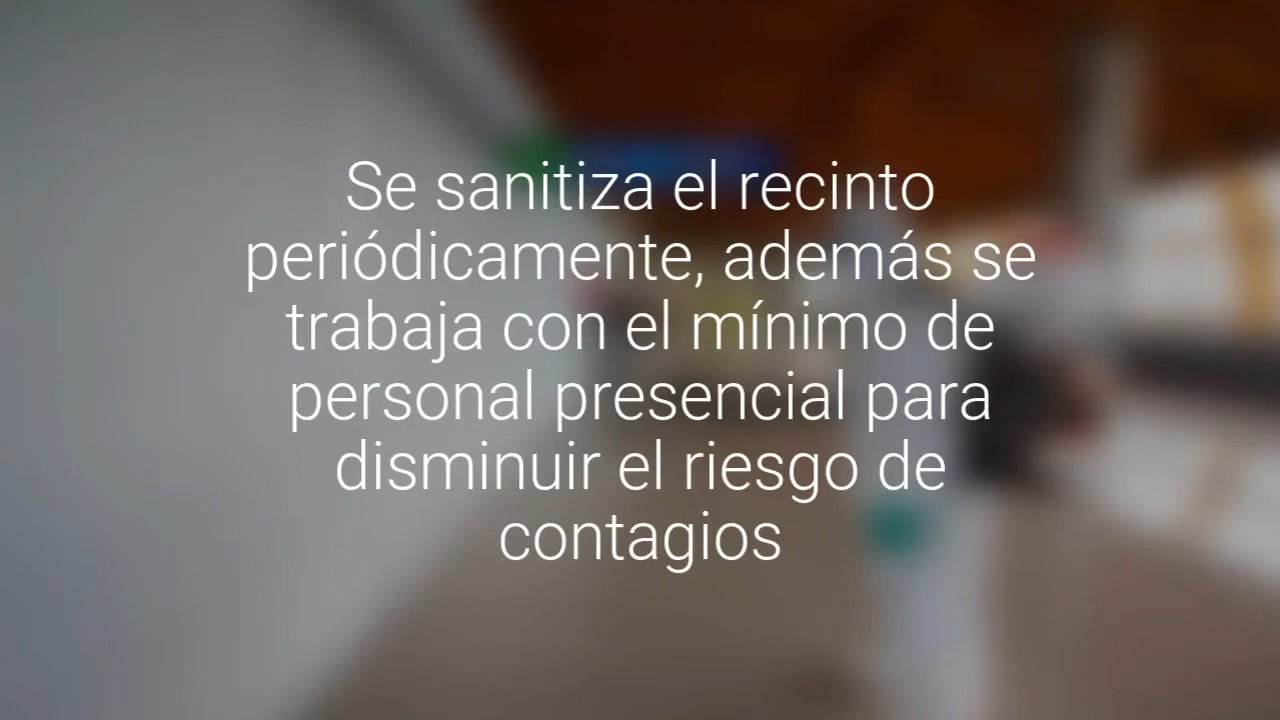 Se sanitiza el recinto
periódicamente, además se
trabaja con el mínimo de
personal presencial para
disminuir el riesgo de
contagios